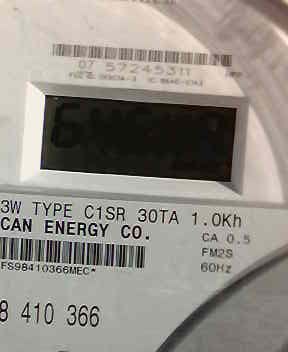 07 57245311
3W TYPE C1SR 30TA 1.0Kh
CAN ENERGY CO.
CA 0.5
FM2S
60Hz
FS98410366MEC*
8 410 366